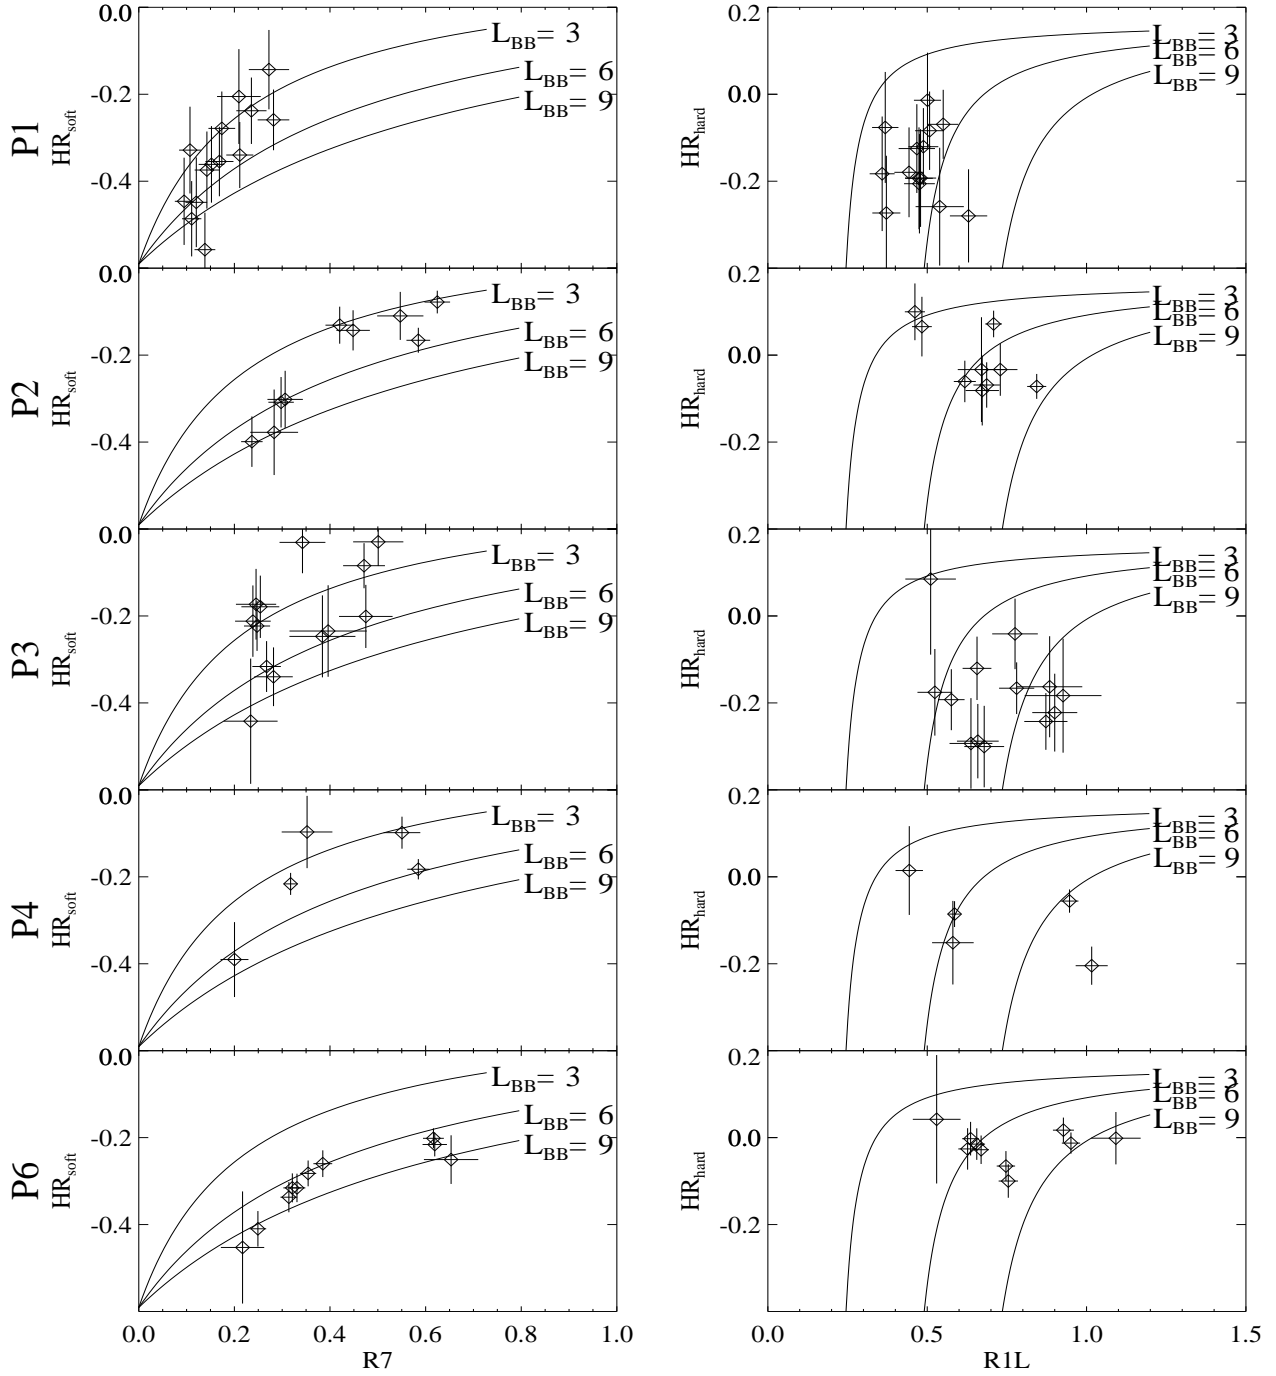 P1
HR_soft
0.0
-0.2
-0.4
L_BB= 3
L_BB= 6
L_BB= 9
HR_hard
0.2
0.0
-0.2
L_BB= 3
L_BB= 6
L_BB= 9
P2
HR_soft
0.0
-0.2
-0.4
L_BB= 3
L_BB= 6
L_BB= 9
HR_hard
0.2
0.0
-0.2
L_BB= 3
L_BB= 6
L_BB= 9
P3
HR_soft
0.0
-0.2
-0.4
L_BB= 3
L_BB= 6
L_BB= 9
HR_hard
0.2
0.0
-0.2
L_BB= 3
L_BB= 6
L_BB= 9
P4
HR_soft
0.0
-0.2
-0.4
L_BB= 3
L_BB= 6
L_BB= 9
HR_hard
0.2
0.0
-0.2
L_BB= 3
L_BB= 6
L_BB= 9
P6
HR_soft
0.0
-0.2
-0.4
L_BB= 3
L_BB= 6
L_BB= 9
HR_hard
0.2
0.0
-0.2
L_BB= 3
L_BB= 6
L_BB= 9
0.0 0.2 0.4 0.6 0.8 1.0
R7
0.0 0.5 1.0 1.5
R1L